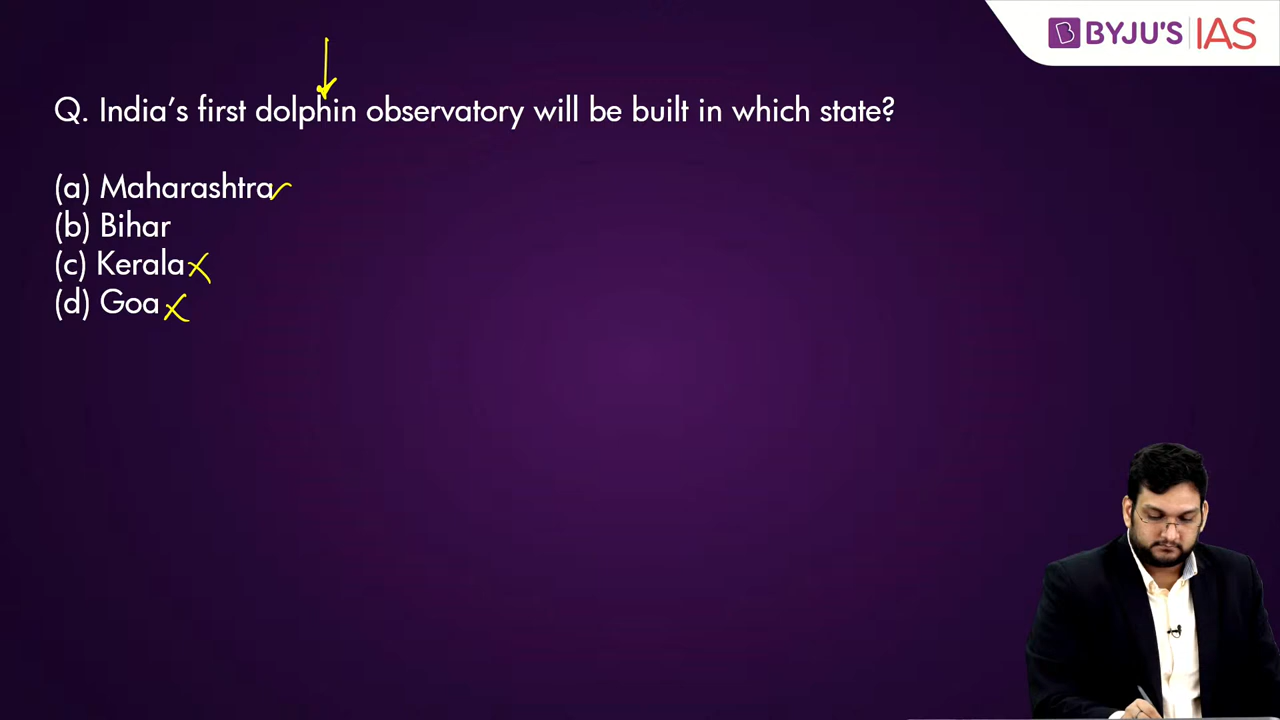 BYJU'S IAS
Q. India's first dolphin observatory will be built in which state?
(a) Maharashtra
(b) Bihar
(c) Kerala
(d) Goa